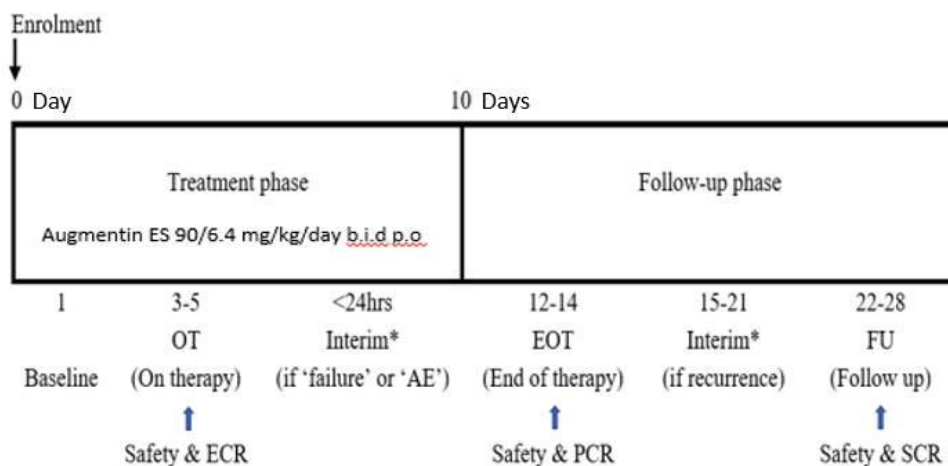 Enrolment
0 Day 10 Days
Treatment phase Follow-up phase
Augmentin ES 90/6.4 mg/kg/day b.i.d p.o
1 3-5 <24hrs 12-14 15-21 22-28
OT Interim* EOT Interim* FU
Baseline (On therapy) (if ‘failure’ or ‘AE’) (End of therapy) (if recurrence) (Follow up)
Safety & ECR Safety & PCR Safety & SCR